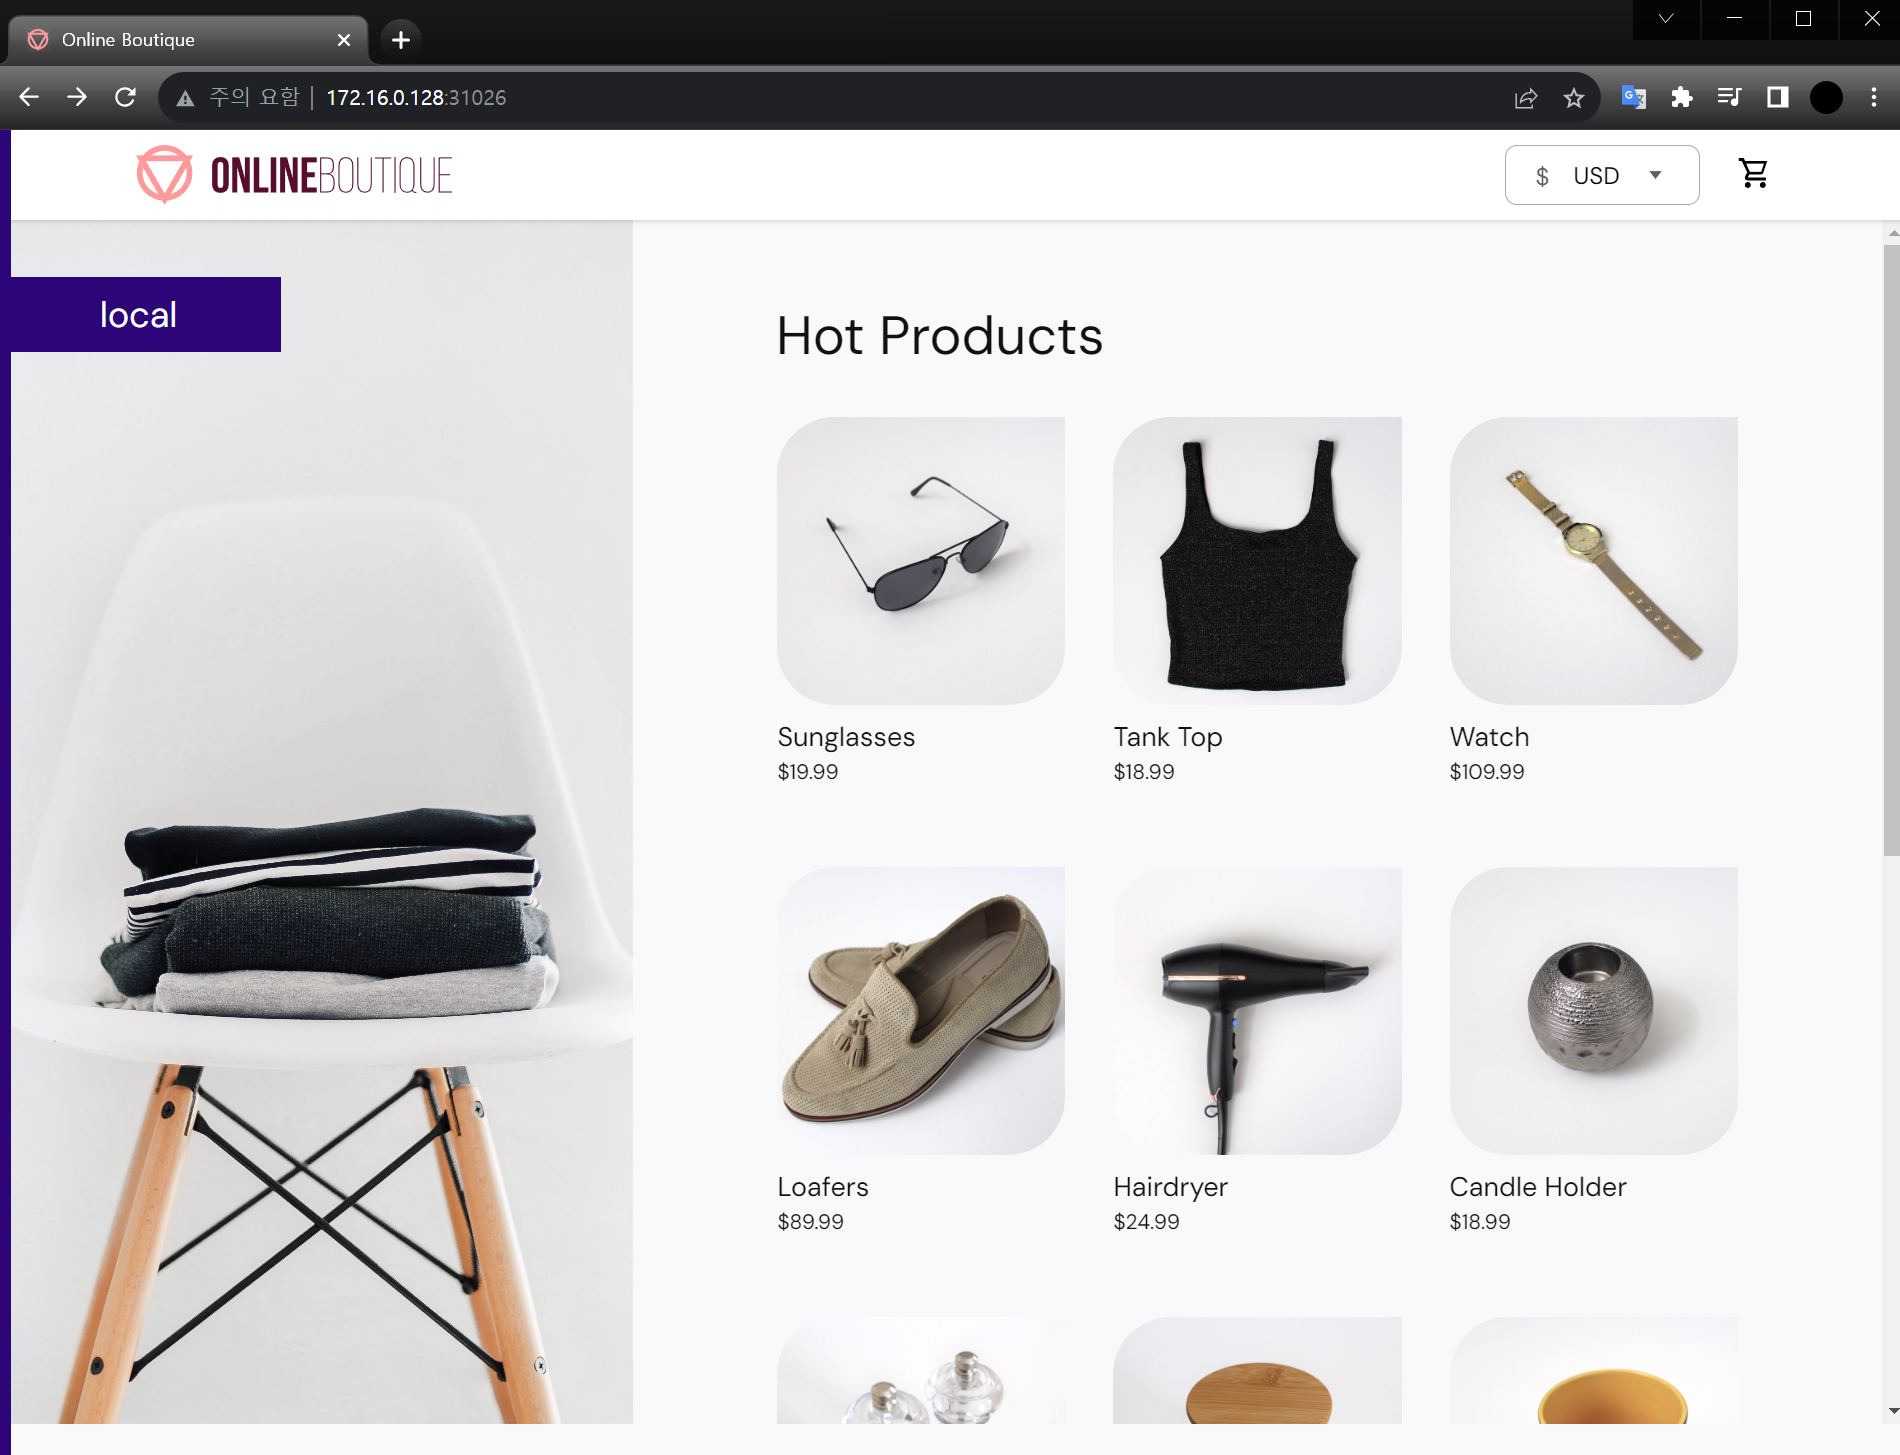 Online Boutique
주의 요함 | 172.16.0.128:31026
ONLINEBOUTIQUE
$ USD
local
Hot Products
Sunglasses
$19.99
Tank Top
$18.99
Watch
$109.99
Loafers
$89.99
Hairdryer
$24.99
Candle Holder
$18.99